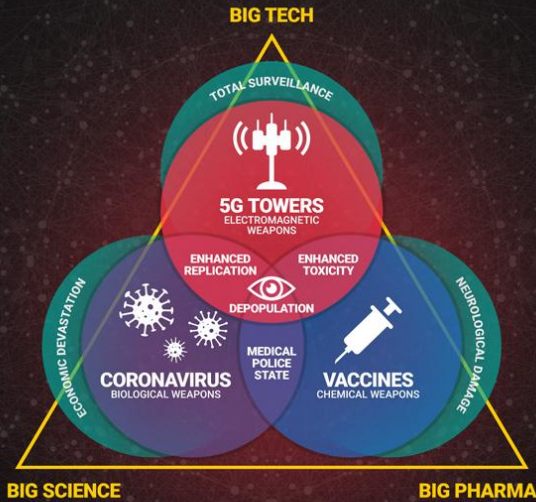 BIG TECH
TOTAL SURVEILLANCE
5G TOWERS
ELECTROMAGNETIC
WEAPONS
ENHANCED
REPLICATION
ENHANCED
TOXICITY
DEPOPULATION
ECONOMIC DEVASTATION
NEUROLOGICAL DAMAGE
MEDICAL
POLICE
STATE
CORONAVIRUS
BIOLOGICAL WEAPONS
VACCINES
CHEMICAL WEAPONS
BIG SCIENCE
BIG PHARMA